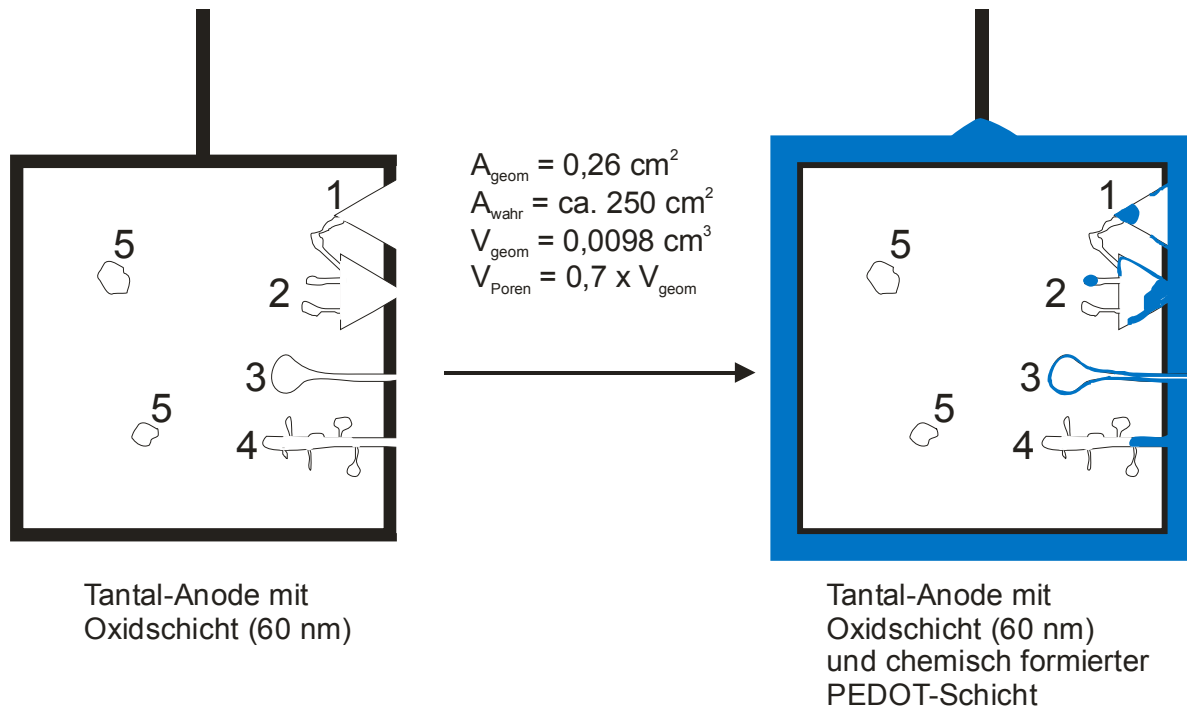 1
5
2
3
5
4
A_geom = 0,26 cm²
A_wahr = ca. 250 cm²
V_geom = 0,0098 cm³
V_Poren = 0,7 x V_geom
1
5
2
3
5
4
Tantal-Anode mit
Oxidschicht (60 nm)
Tantal-Anode mit
Oxidschicht (60 nm)
und chemisch formierter
PEDOT-Schicht